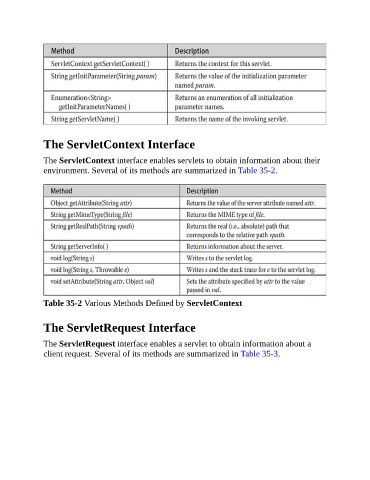 Method Description
ServletContext getServletContext( ) Returns the context for this servlet.
String getInitParameter(String param) Returns the value of the initialization parameter
named param.
Enumeration<String> Returns an enumeration of all initialization
getInitParameterNames( ) parameter names.
String getServletName( ) Returns the name of the invoking servlet.
The ServletContext Interface
The ServletContext interface enables servlets to obtain information about their
environment. Several of its methods are summarized in Table 35-2.
Method Description
Object getAttribute(String attr) Returns the value of the server attribute named attr.
String getMimeType(String file) Returns the MIME type of file.
String getRealPath(String vpath) Returns the real (i.e., absolute) path that
corresponds to the relative path vpath.
String getServerInfo( ) Returns information about the server.
void log(String s) Writes s to the servlet log.
void log(String s, Throwable e) Writes s and the stack trace for e to the servlet log.
void setAttribute(String attr, Object val) Sets the attribute specified by attr to the value
passed in val.
Table 35-2 Various Methods Defined by ServletContext
The ServletRequest Interface
The ServletRequest interface enables a servlet to obtain information about a
client request. Several of its methods are summarized in Table 35-3.